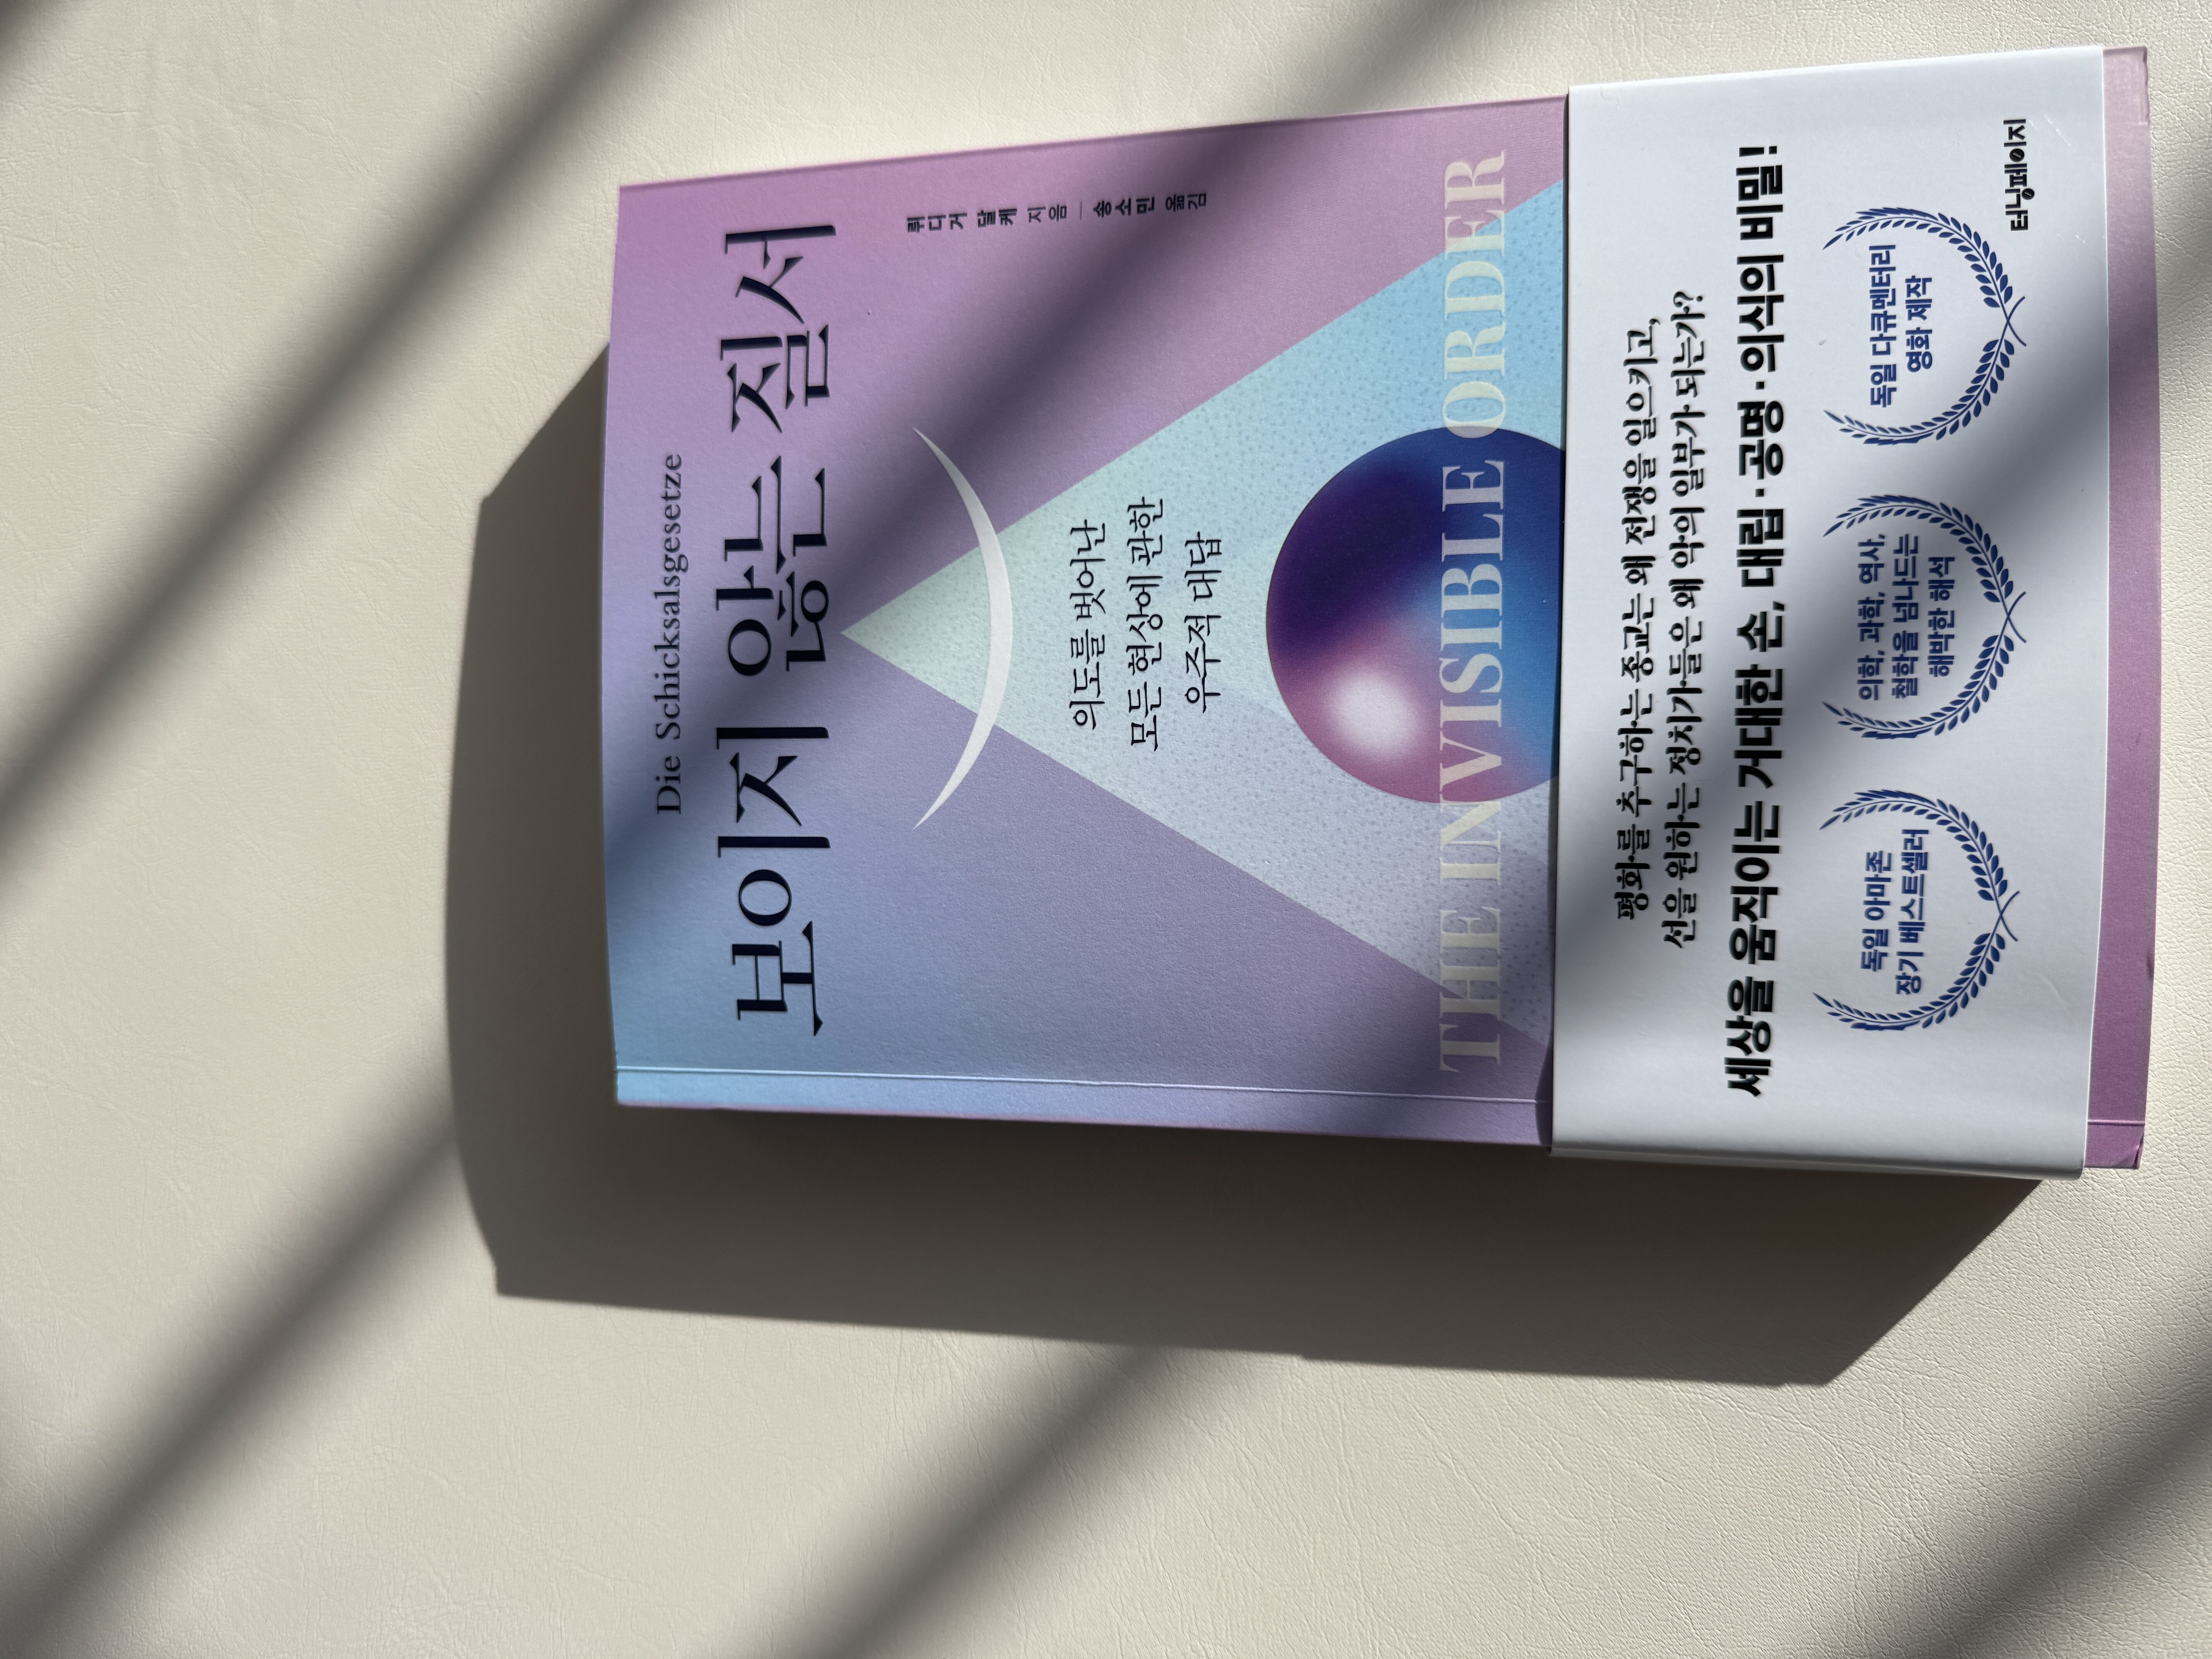 Die Schicksalsgesetze
보이지 않는 질서
뤼디거 달케 지음 — 송소민 옮김
의도를 벗어난
모든 현상에 관한
우주적 대답
THE INVISIBLE ORDER
평화를 추구하는 종교는 왜 전쟁을 일으키고,
선을 원하는 정치가들은 왜 악의 일부가 되는가?
세상을 움직이는 거대한 손, 대립·공명·의식의 비밀!
독일 아마존
장기 베스트셀러
의학, 과학, 역사,
철학을 넘나드는
해박한 해석
독일 다큐멘터리
영화 제작
터닝페이지